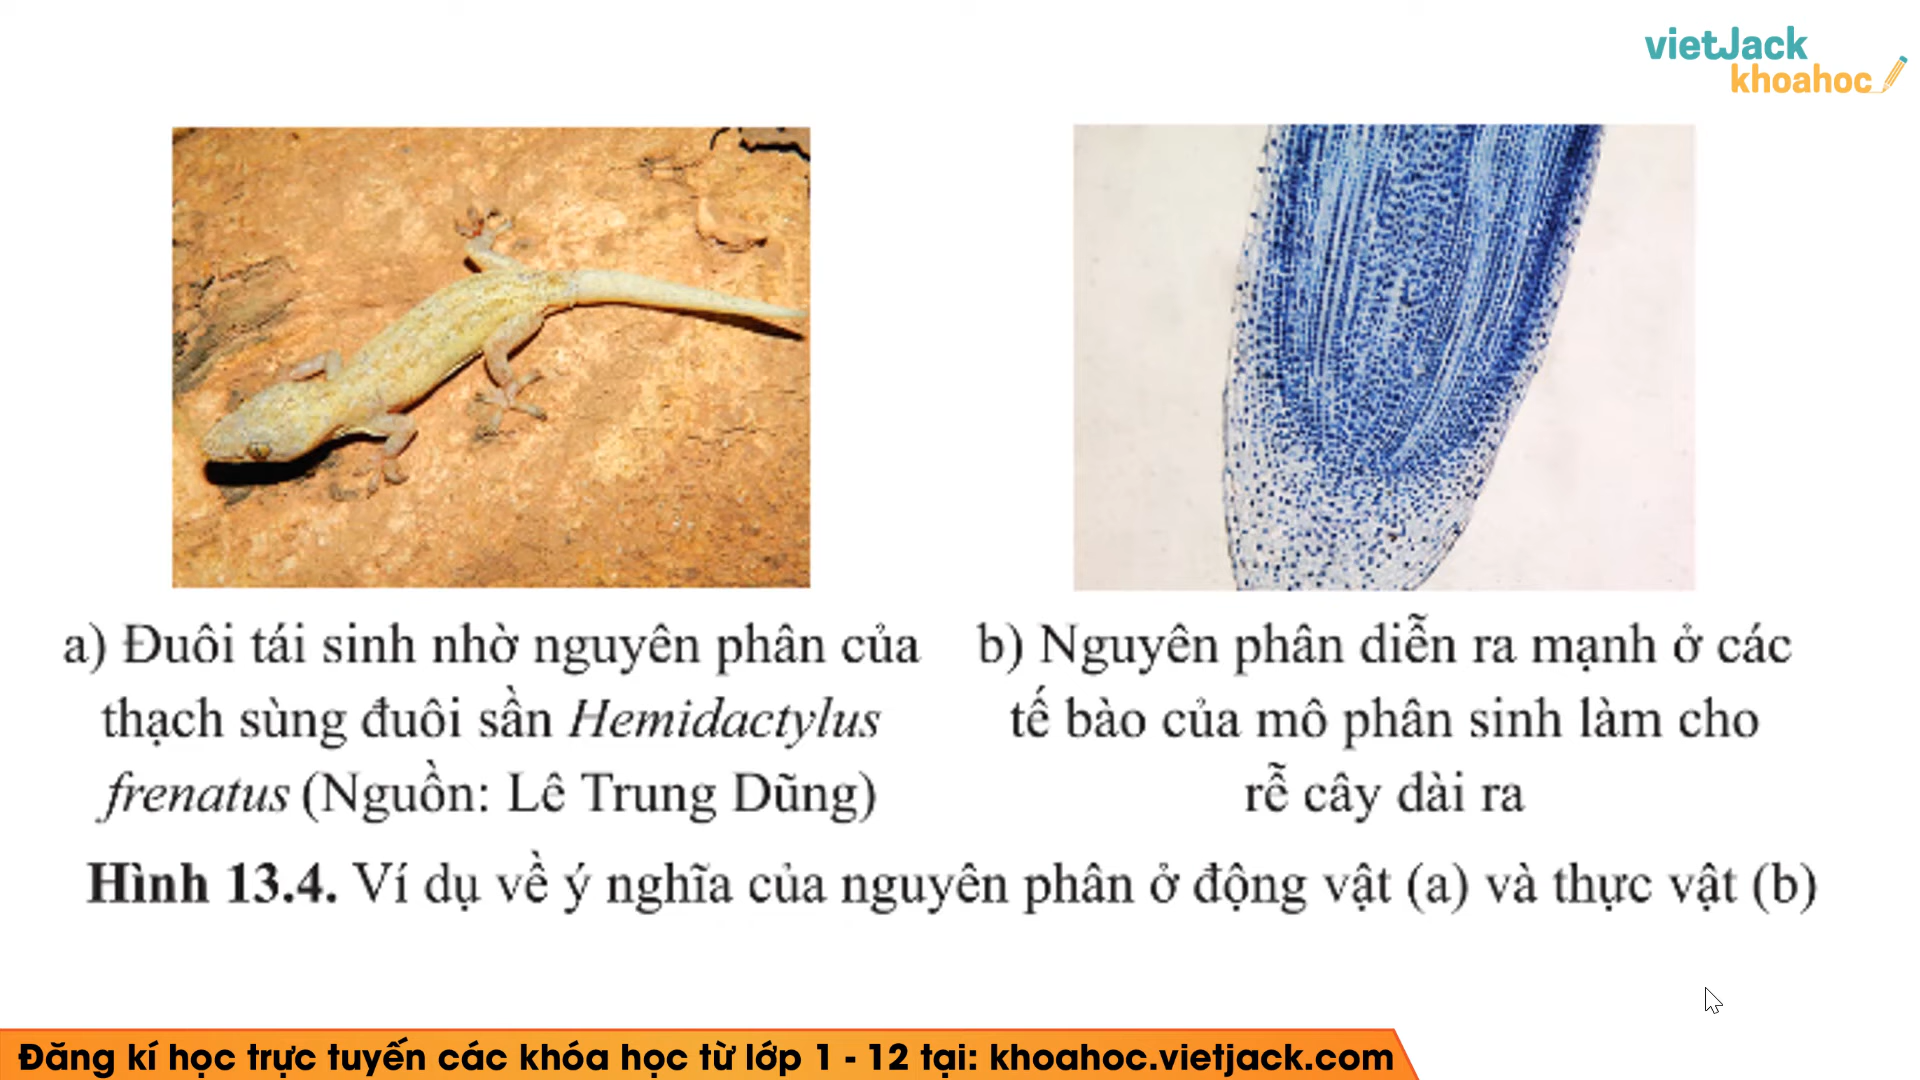 vietJack
khoahoc
a) Đuôi tái sinh nhờ nguyên phân của
thạch sùng đuôi sần Hemidactylus
frenatus (Nguồn: Lê Trung Dũng)
b) Nguyên phân diễn ra mạnh ở các
tế bào của mô phân sinh làm cho
rễ cây dài ra
Hình 13.4. Ví dụ về ý nghĩa của nguyên phân ở động vật (a) và thực vật (b)
Đăng kí học trực tuyến các khóa học từ lớp 1 - 12 tại: khoahoc.vietjack.com